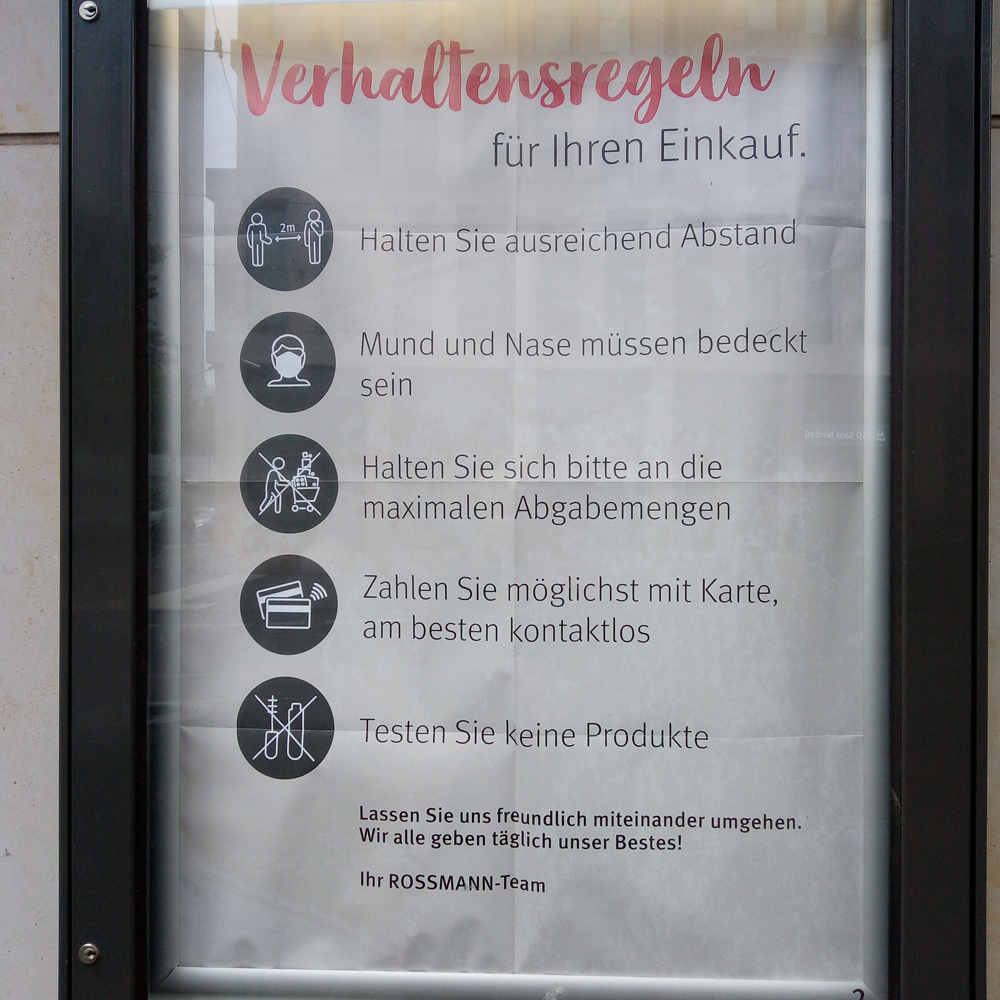 Verhaltensregeln
für Ihren Einkauf.
2m
Halten Sie ausreichend Abstand
Mund und Nase müssen bedeckt
sein
Halten Sie sich bitte an die
maximalen Abgabemengen
Zahlen Sie möglichst mit Karte,
am besten kontaktlos
Testen Sie keine Produkte
Lassen Sie uns freundlich miteinander umgehen.
Wir alle geben täglich unser Bestes!
Ihr ROSSMANN-Team
2